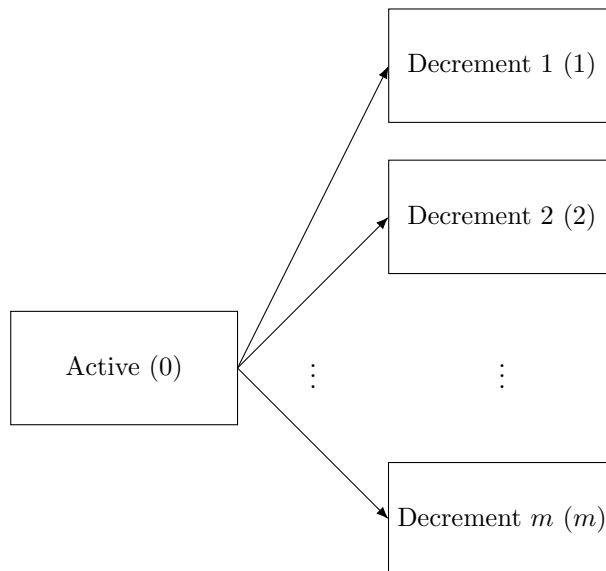 Decrement 1 (1)
Decrement 2 (2)
Active (0)
⋮ ⋮
Decrement m (m)